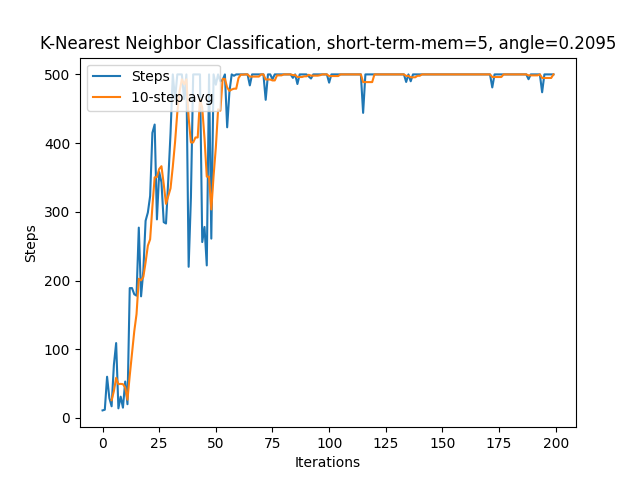 K-Nearest Neighbor Classification, short-term-mem=5, angle=0.2095
Steps
10-step avg
500
400
300
200
100
0
Steps
0 25 50 75 100 125 150 175 200
Iterations